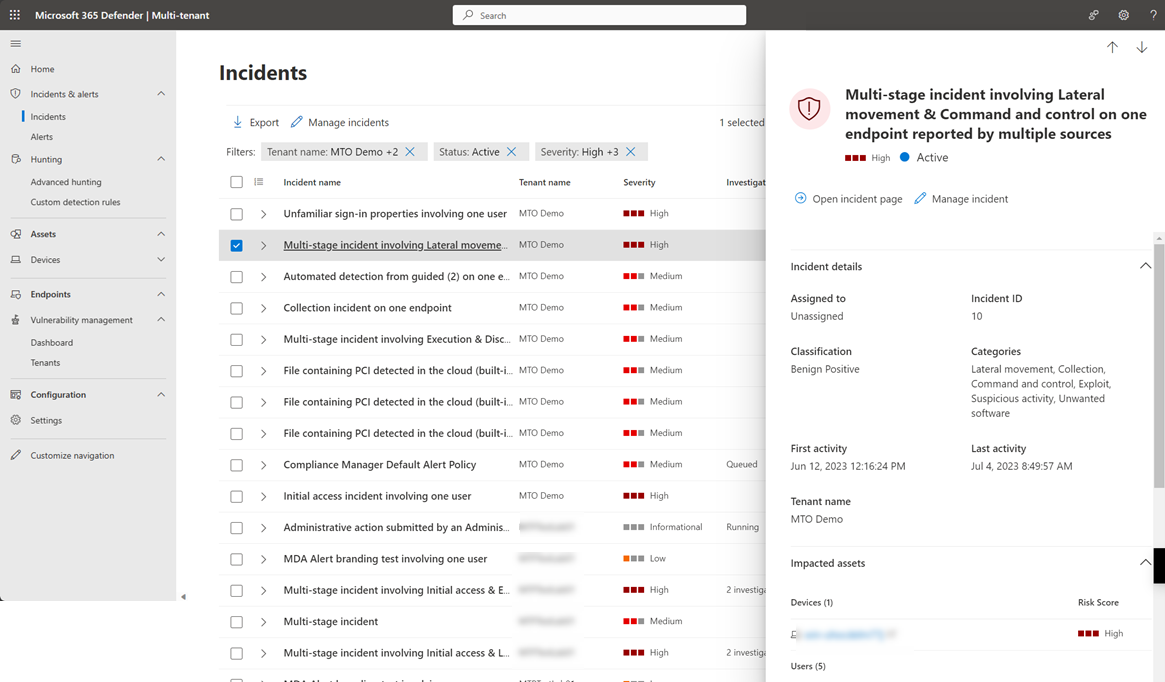 Microsoft 365 Defender | Multi-tenant
Search
?
Home
Incidents & alerts
Incidents
Alerts
Hunting
Advanced hunting
Custom detection rules
Assets
Devices
Endpoints
Vulnerability management
Dashboard
Tenants
Configuration
Settings
Customize navigation
Incidents
Export
Manage incidents
1 selected
Filters:
Tenant name: MTO Demo +2
Status: Active
Severity: High +3
Incident name Tenant name Severity Investigat
Unfamiliar sign-in properties involving one user MTO Demo High
Multi-stage incident involving Lateral moveme... MTO Demo High
Automated detection from guided (2) on one e... MTO Demo Medium
Collection incident on one endpoint MTO Demo Medium
Multi-stage incident involving Execution & Disc... MTO Demo Medium
File containing PCI detected in the cloud (built-i... MTO Demo Medium
File containing PCI detected in the cloud (built-i... MTO Demo Medium
File containing PCI detected in the cloud (built-i... MTO Demo Medium
Compliance Manager Default Alert Policy MTO Demo Medium Queued
Initial access incident involving one user MTO Demo High
Administrative action submitted by an Adminis... Informational Running
MDA Alert branding test involving one user Low
Multi-stage incident involving Initial access & E... High 2 investiga
Multi-stage incident Medium
Multi-stage incident involving Initial access & L... High 2 investiga
Multi-stage incident involving Lateral
movement & Command and control on one
endpoint reported by multiple sources
High Active
Open incident page Manage incident
Incident details
Assigned to
Unassigned
Incident ID
10
Classification
Benign Positive
Categories
Lateral movement, Collection,
Command and control, Exploit,
Suspicious activity, Unwanted
software
First activity
Jun 12, 2023 12:16:24 PM
Last activity
Jul 4, 2023 8:49:57 AM
Tenant name
MTO Demo
Impacted assets
Devices (1) Risk Score
High
Users (5)